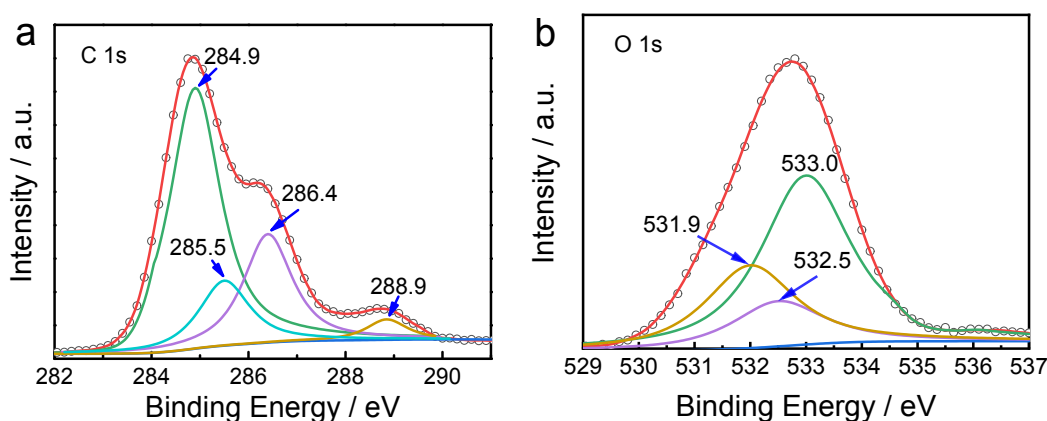 a
C 1s
284.9
286.4
285.5
288.9
Intensity / a.u.
282 284 286 288 290
Binding Energy / eV
b
O 1s
533.0
531.9
532.5
Intensity / a.u.
529 530 531 532 533 534 535 536 537
Binding Energy / eV